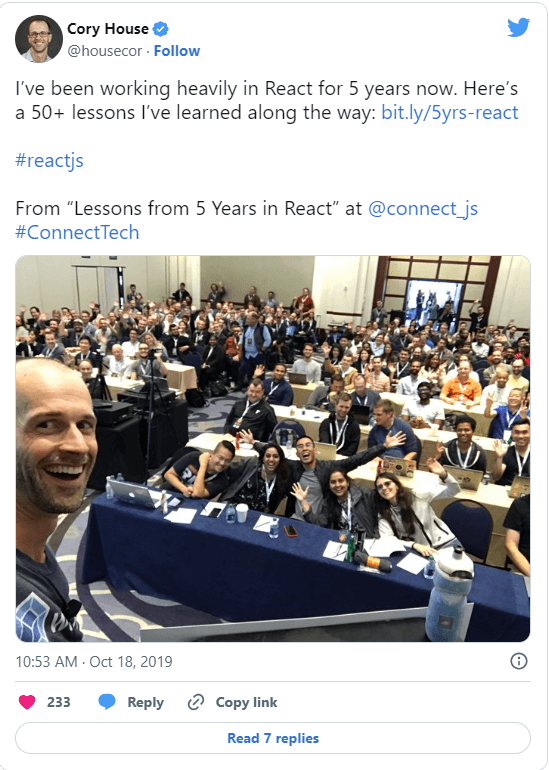 Cory House
@housecor · Follow
I've been working heavily in React for 5 years now. Here's
a 50+ lessons I've learned along the way: bit.ly/5yrs-react
#reactjs
From “Lessons from 5 Years in React” at @connect_js
#ConnectTech
10:53 AM · Oct 18, 2019
233 Reply Copy link
Read 7 replies